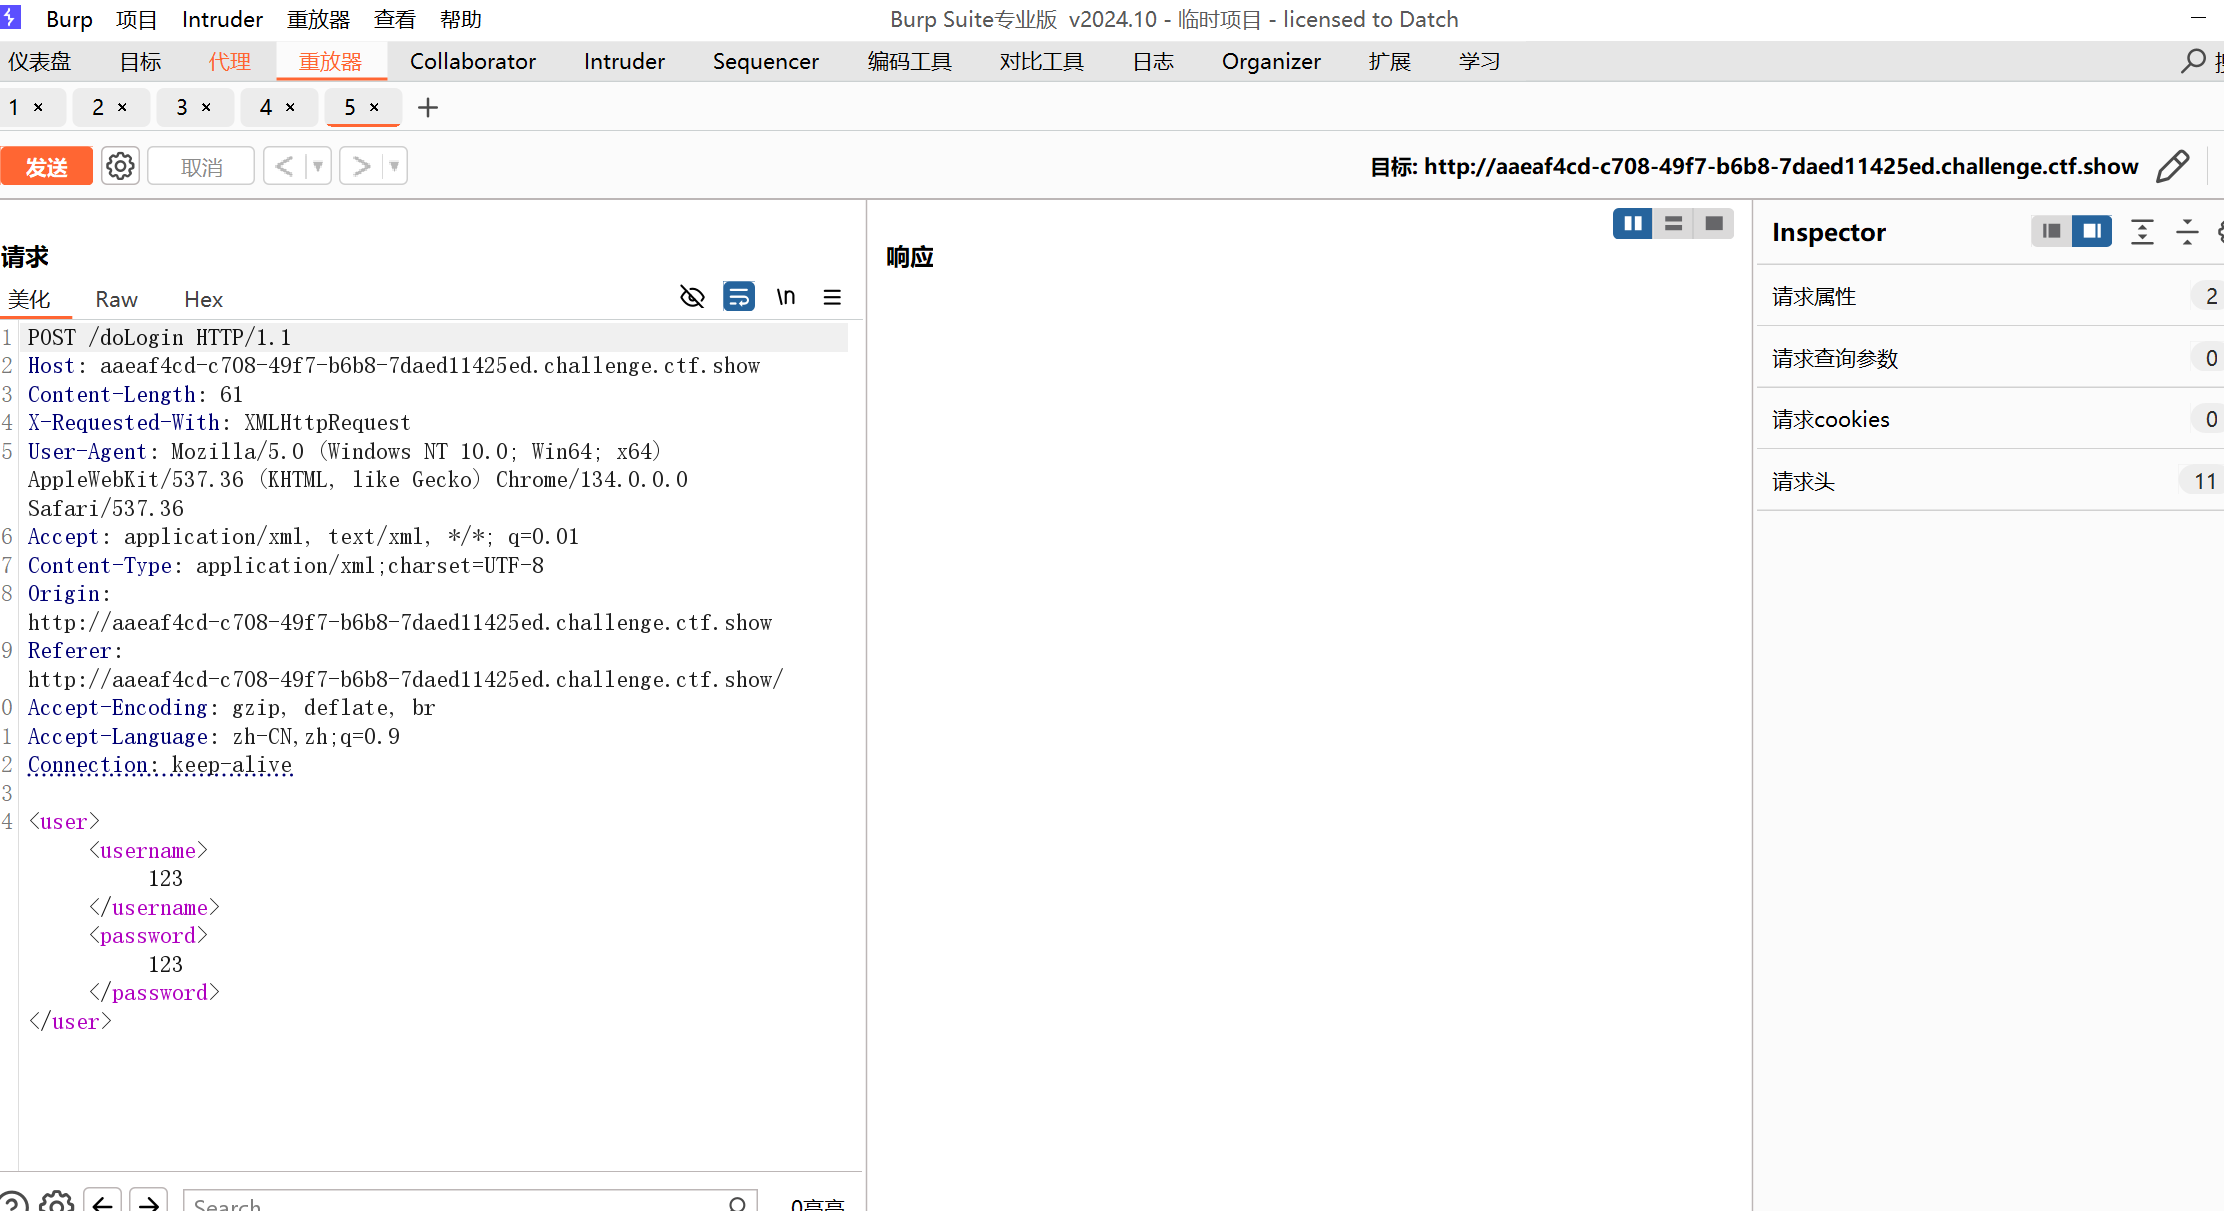 Burp 项目 Intruder 重放器 查看 帮助 Burp Suite专业版 v2024.10 - 临时项目 - licensed to Datch
仪表盘 目标 代理 重放器 Collaborator Intruder Sequencer 编码工具 对比工具 日志 Organizer 扩展 学习
1 × 2 × 3 × 4 × 5 × +
发送 取消 < > 目标: http://aaeaf4cd-c708-49f7-b6b8-7daed11425ed.challenge.ctf.show
请求 响应 Inspector
美化 Raw Hex \n
1 POST /doLogin HTTP/1.1
2 Host: aaeaf4cd-c708-49f7-b6b8-7daed11425ed.challenge.ctf.show
3 Content-Length: 61
4 X-Requested-With: XMLHttpRequest
5 User-Agent: Mozilla/5.0 (Windows NT 10.0; Win64; x64)
AppleWebKit/537.36 (KHTML, like Gecko) Chrome/134.0.0.0
Safari/537.36
6 Accept: application/xml, text/xml, */*; q=0.01
7 Content-Type: application/xml;charset=UTF-8
8 Origin:
http://aaeaf4cd-c708-49f7-b6b8-7daed11425ed.challenge.ctf.show
9 Referer:
http://aaeaf4cd-c708-49f7-b6b8-7daed11425ed.challenge.ctf.show/
0 Accept-Encoding: gzip, deflate, br
1 Accept-Language: zh-CN,zh;q=0.9
2 Connection: keep-alive
3
4 <user>
<username>
123
</username>
<password>
123
</password>
</user>
请求属性 2
请求查询参数 0
请求cookies 0
请求头 11
Search 0高亮